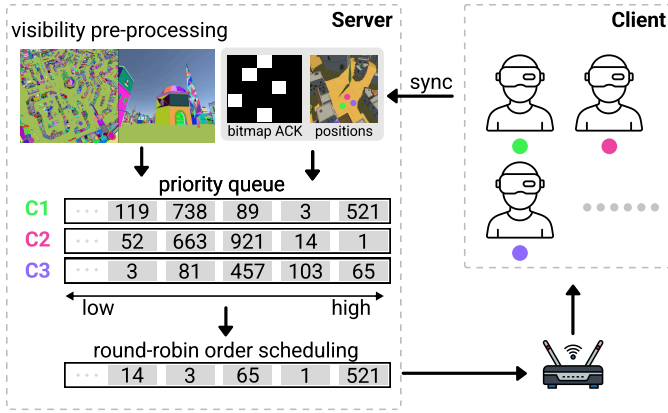 Server
Client
visibility pre-processing
sync
bitmap ACK
positions
priority queue
C1 ··· 119 738 89 3 521
C2 ··· 52 663 921 14 1
C3 ··· 3 81 457 103 65
low high
round-robin order scheduling
··· 14 3 65 1 521